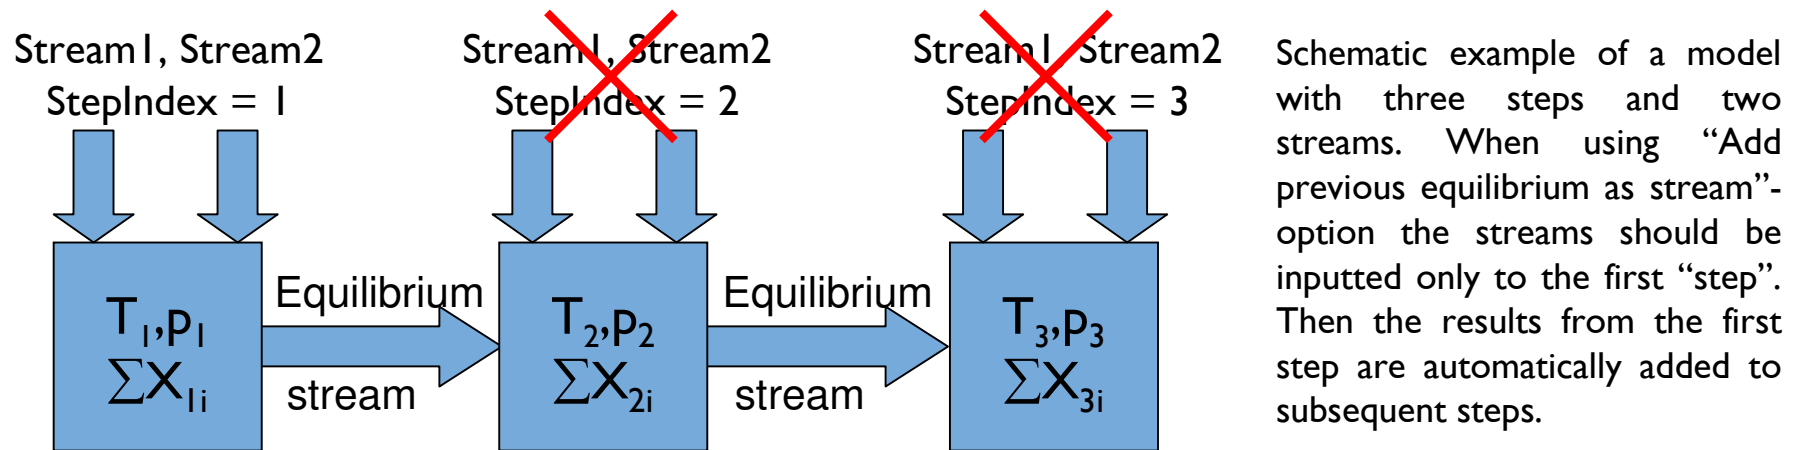 Stream1, Stream2
StepIndex = 1
Stream1, Stream2
StepIndex = 2
Stream1, Stream2
StepIndex = 3
T1,p1
∑X1i
Equilibrium
stream
T2,p2
∑X2i
Equilibrium
stream
T3,p3
∑X3i
Schematic example of a model
with three steps and two
streams. When using “Add
previous equilibrium as stream”-
option the streams should be
inputted only to the first “step”.
Then the results from the first
step are automatically added to
subsequent steps.